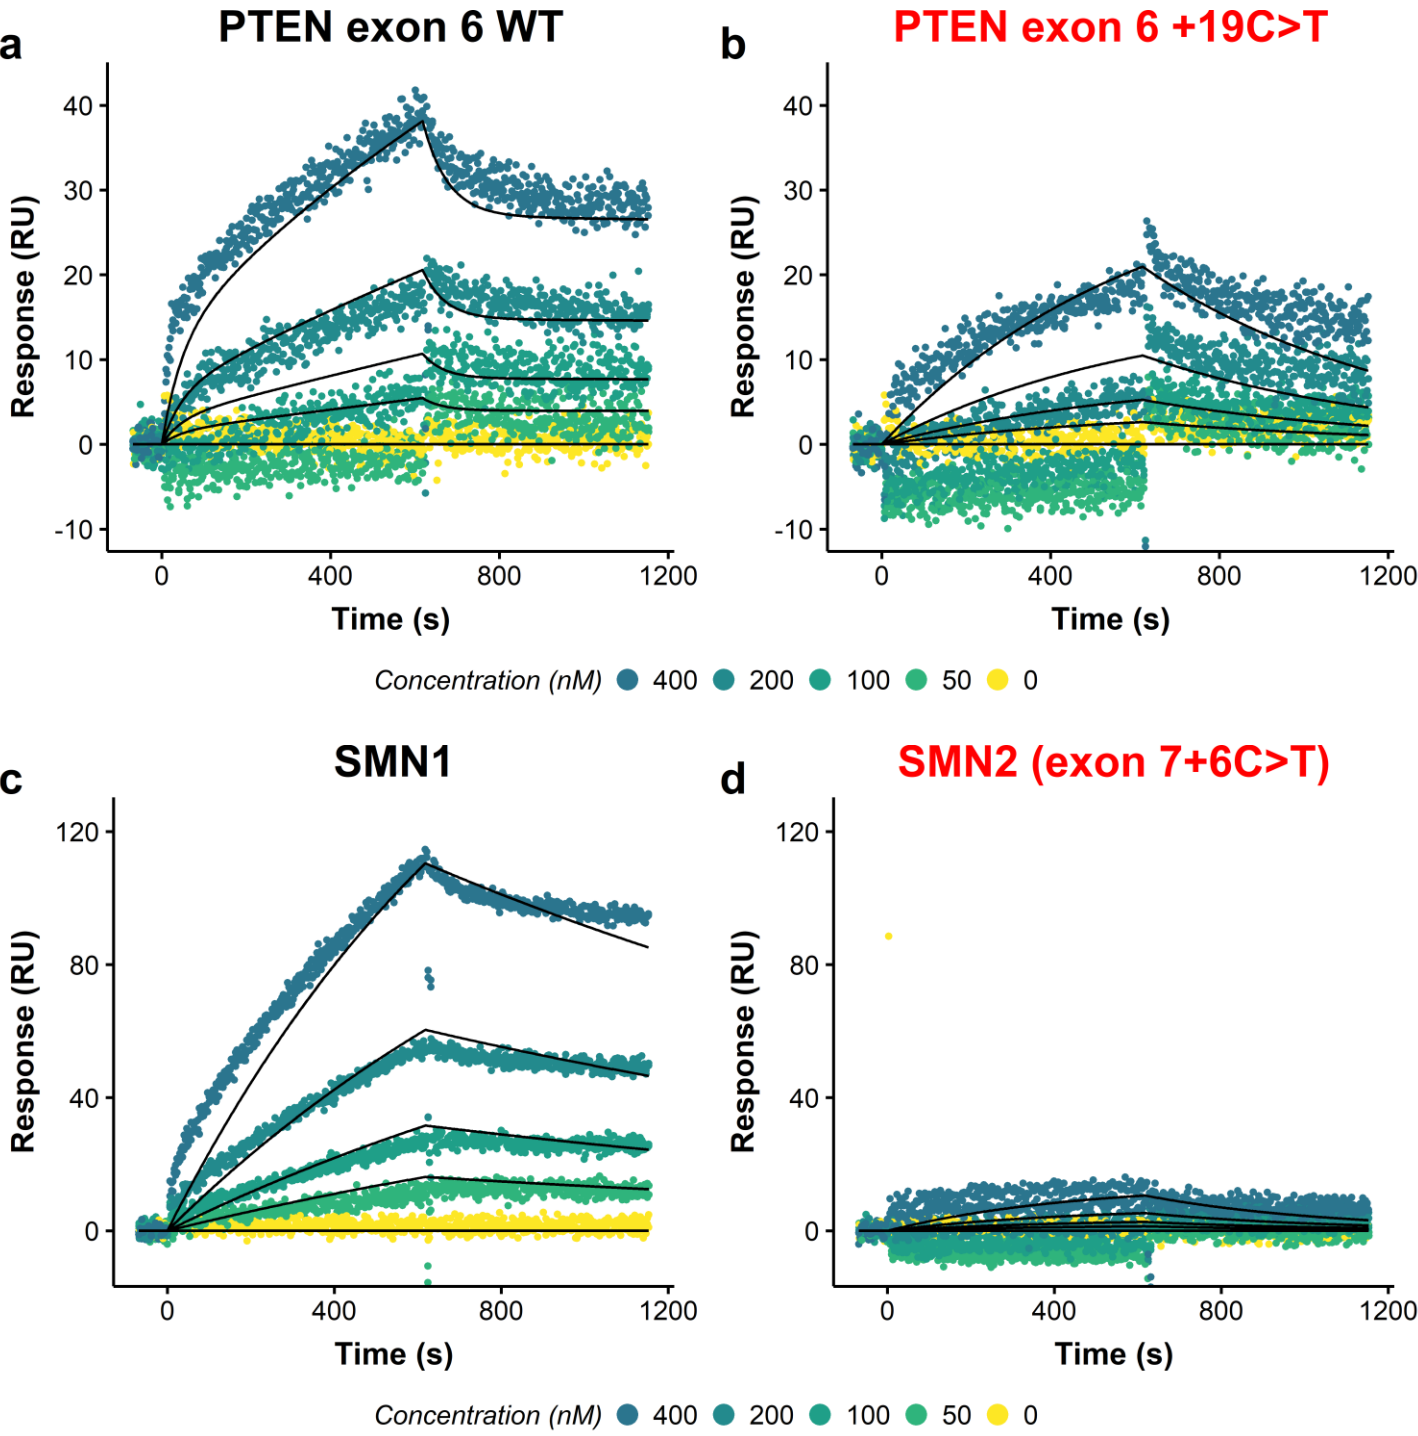 a
PTEN exon 6 WT
Response (RU)
40
30
20
10
0
-10
0 400 800 1200
Time (s)
b
PTEN exon 6 +19C>T
Response (RU)
40
30
20
10
0
-10
0 400 800 1200
Time (s)
Concentration (nM) 400 200 100 50 0
c
SMN1
Response (RU)
120
80
40
0
0 400 800 1200
Time (s)
d
SMN2 (exon 7+6C>T)
Response (RU)
120
80
40
0
0 400 800 1200
Time (s)
Concentration (nM) 400 200 100 50 0